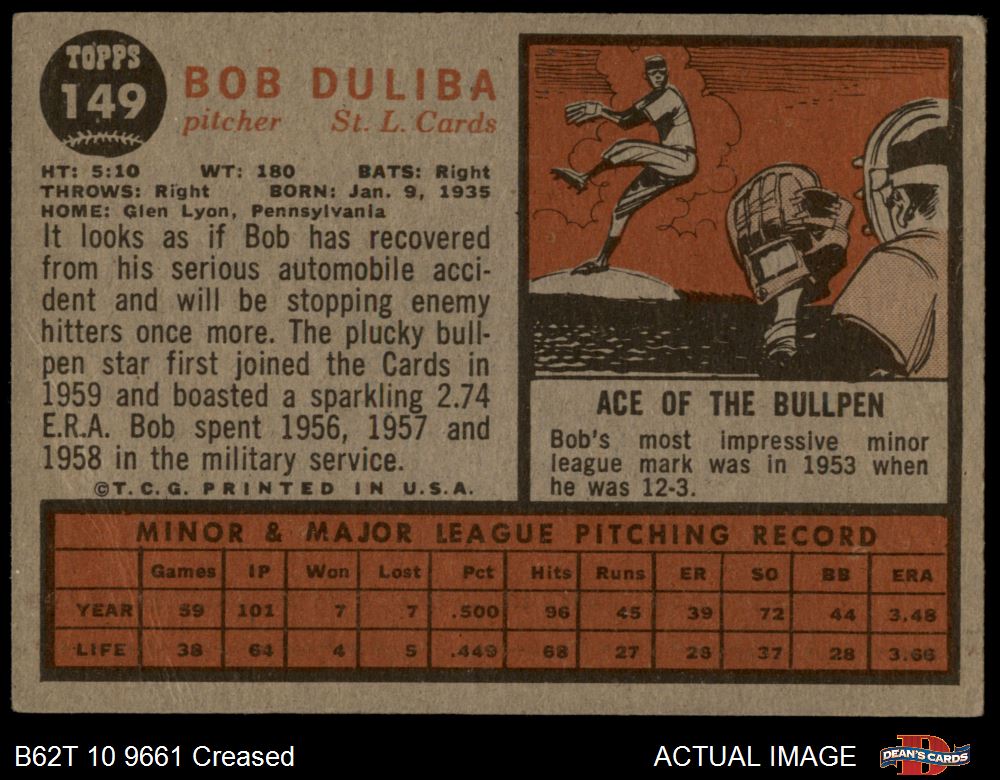 TOPPS
149
BOB DULIBA
pitcher St. L. Cards
HT: 5:10 WT: 180 BATS: Right
THROWS: Right BORN: Jan. 9, 1935
HOME: Glen Lyon, Pennsylvania
It looks as if Bob has recovered
from his serious automobile acci-
dent and will be stopping enemy
hitters once more. The plucky bull-
pen star first joined the Cards in
1959 and boasted a sparkling 2.74
E.R.A. Bob spent 1956, 1957 and
1958 in the military service.
©T.C.G. PRINTED IN U.S.A.
ACE OF THE BULLPEN
Bob's most impressive minor
league mark was in 1953 when
he was 12-3.
MINOR & MAJOR LEAGUE PITCHING RECORD
Games IP Won Lost Pct Hits Runs ER SO BB ERA
YEAR 59 101 7 7 .500 96 45 39 72 44 3.48
LIFE 38 64 4 5 .449 68 27 26 37 28 3.66
B62T 10 9661 Creased
ACTUAL IMAGE
D
DEAN'S CARDS